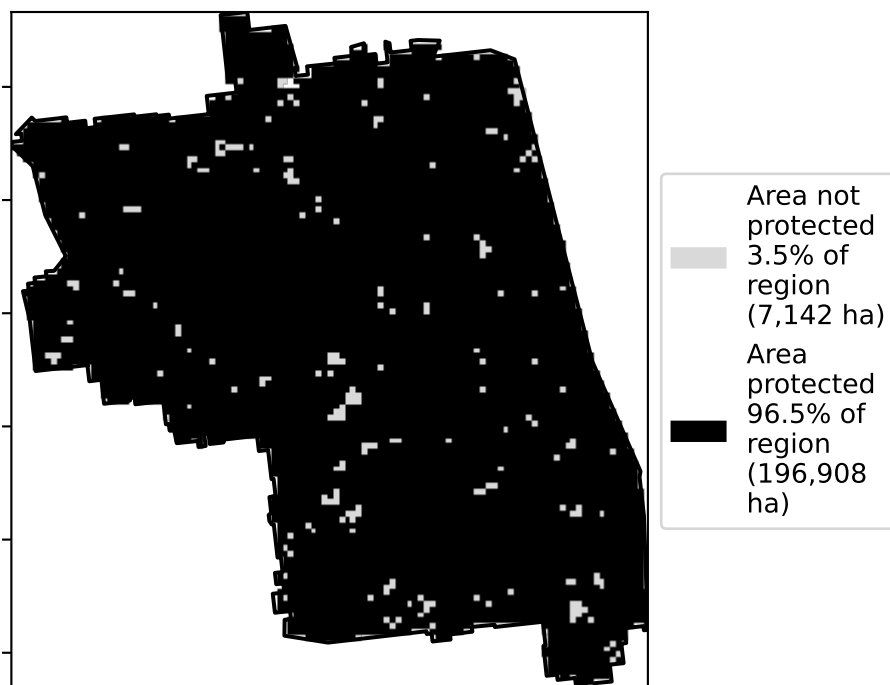 Area not
protected
3.5% of
region
(7,142 ha)
Area
protected
96.5% of
region
(196,908
ha)